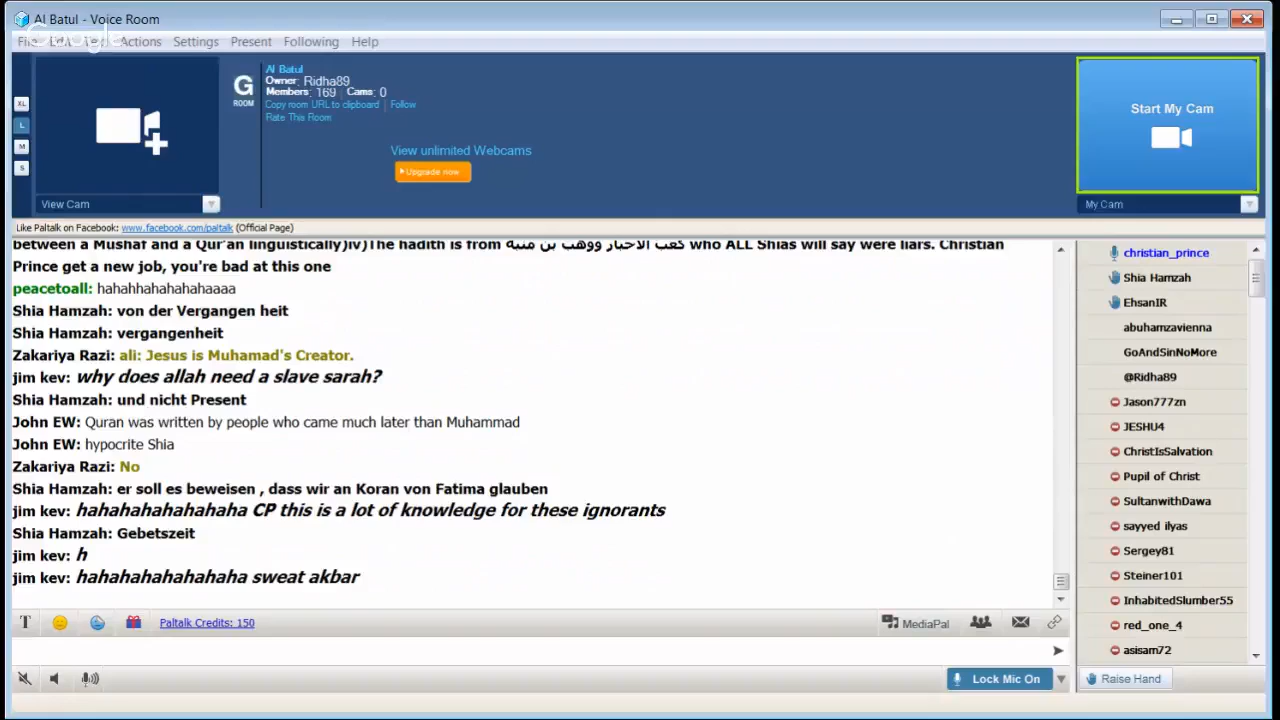 Al Batul - Voice Room
Google
Actions Settings Present Following Help
Al Batul
G
ROOM
Owner: Ridha89
Members: 169 Cams: 0
Copy room URL to clipboard | Follow
Rate This Room
View unlimited Webcams
Upgrade now
Start My Cam
XL
L
M
S
View Cam
My Cam
Like Paltalk on Facebook: www.facebook.com/paltalk (Official Page)
between a Mushaf and a Qur'an linguistically)iv)The hadith is from كعب الاحبار ووهب بن منبة who ALL Shias will say were liars. Christian
Prince get a new job, you're bad at this one
peacetoall: hahahhahahahahaaaa
Shia Hamzah: von der Vergangen heit
Shia Hamzah: vergangenheit
Zakariya Razi: ali: Jesus is Muhamad's Creator.
jim kev: why does allah need a slave sarah?
Shia Hamzah: und nicht Present
John EW: Quran was written by people who came much later than Muhammad
John EW: hypocrite Shia
Zakariya Razi: No
Shia Hamzah: er soll es beweisen , dass wir an Koran von Fatima glauben
jim kev: hahahahahahahaha CP this is a lot of knowledge for these ignorants
Shia Hamzah: Gebetszeit
jim kev: h
jim kev: hahahahahahahaha sweat akbar
christian_prince
Shia Hamzah
EhsanIR
abuhamzavienna
GoAndSinNoMore
@Ridha89
Jason777zn
JESHU4
ChristIsSalvation
Pupil of Christ
SultanwithDawa
sayyed ilyas
Sergey81
Steiner101
InhabitedSlumber55
red_one_4
asisam72
T
Paltalk Credits: 150
MediaPal
Lock Mic On
Raise Hand